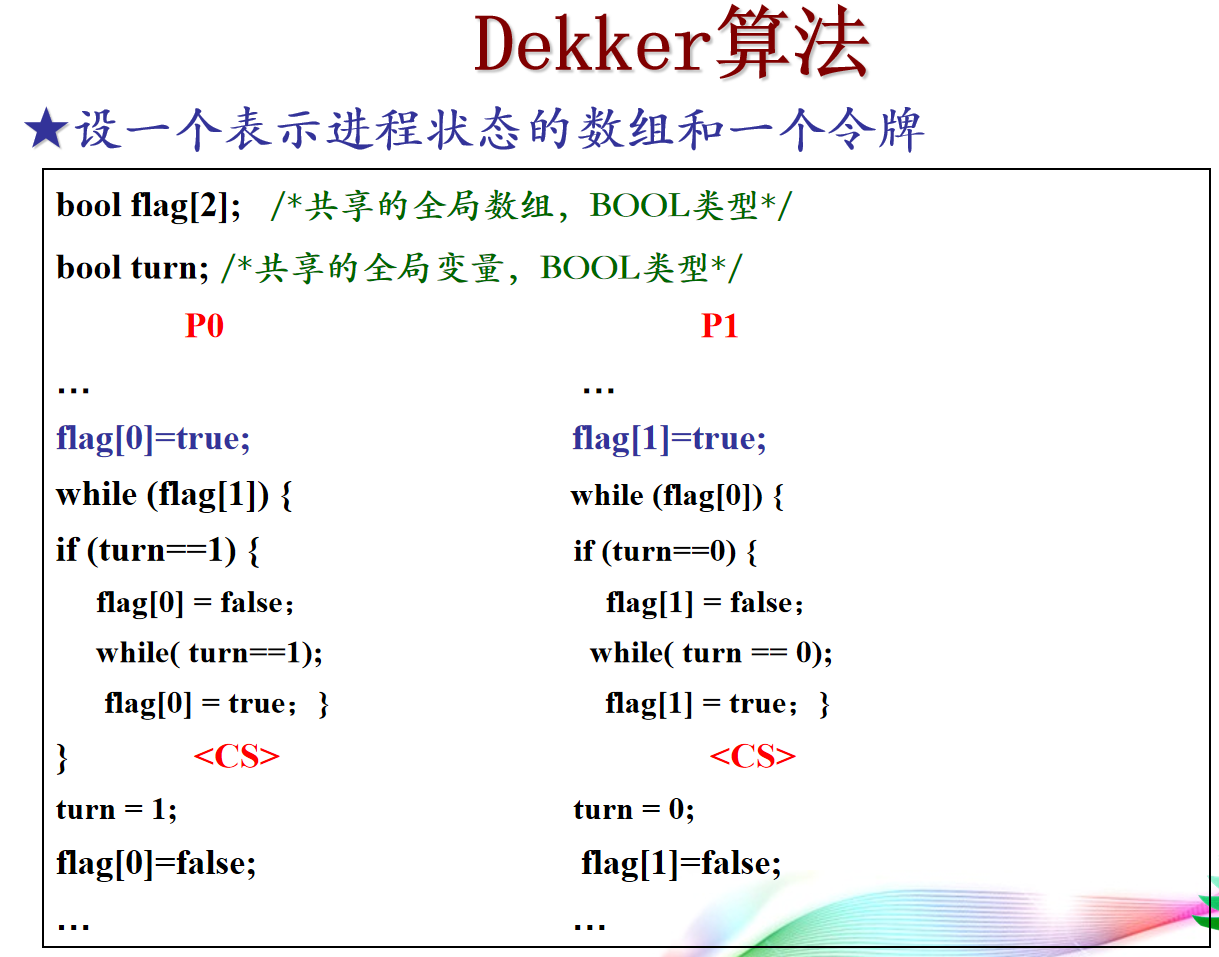 Dekker算法
★设一个表示进程状态的数组和一个令牌
bool flag[2]; /*共享的全局数组，BOOL类型*/
bool turn; /*共享的全局变量，BOOL类型*/
P0 P1
… …
flag[0]=true; flag[1]=true;
while (flag[1]) { while (flag[0]) {
if (turn==1) { if (turn==0) {
flag[0] = false； flag[1] = false；
while( turn==1); while( turn == 0);
flag[0] = true； } flag[1] = true； }
} <CS> <CS>
turn = 1; turn = 0;
flag[0]=false; flag[1]=false;
… …